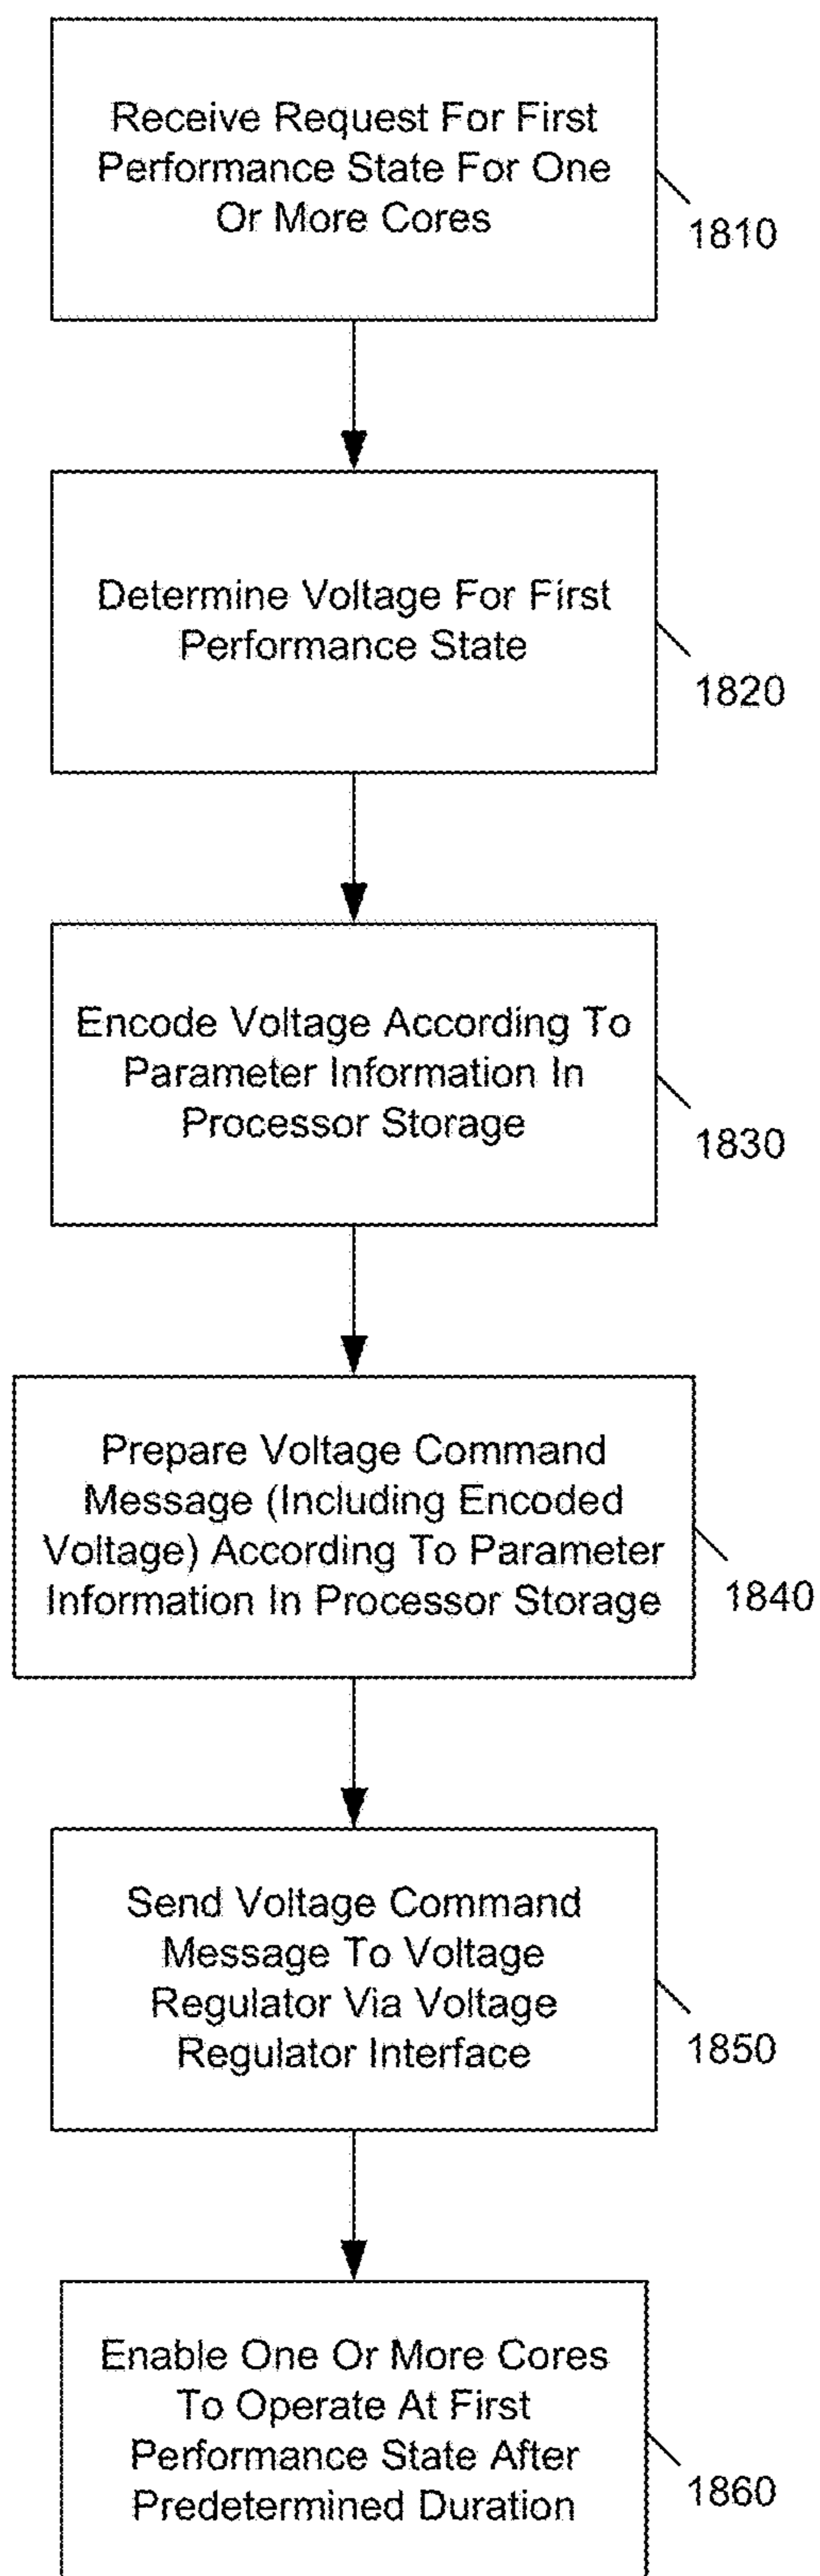 Receive Request For First
Performance State For One
Or More Cores
1810
Determine Voltage For First
Performance State
1820
Encode Voltage According To
Parameter Information In
Processor Storage
1830
Prepare Voltage Command
Message (Including Encoded
Voltage) According To Parameter
Information In Processor Storage
1840
Send Voltage Command
Message To Voltage
Regulator Via Voltage
Regulator Interface
1850
Enable One Or More Cores
To Operate At First
Performance State After
Predetermined Duration
1860